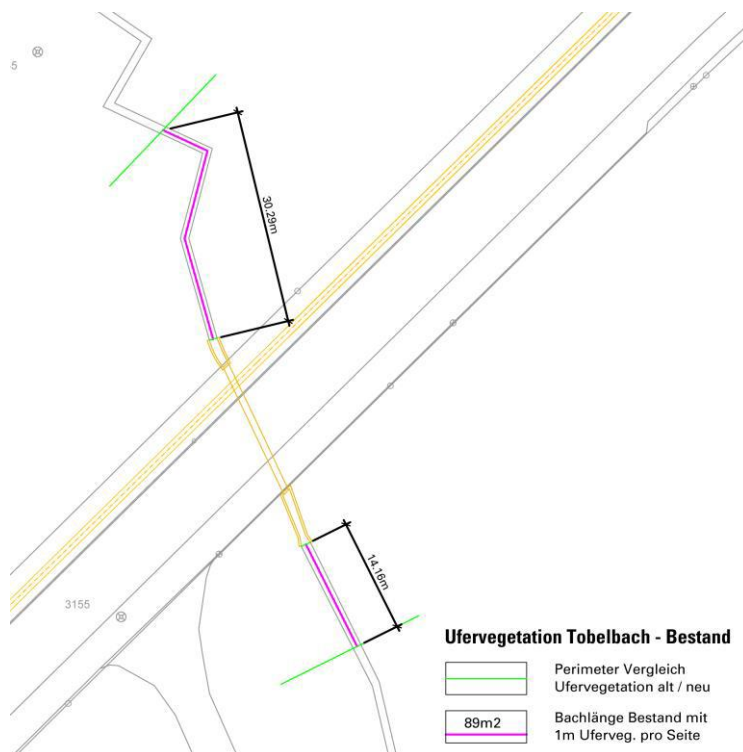 5
30.29m
14.16m
3155
Ufervegetation Tobelbach - Bestand
Perimeter Vergleich
Ufervegetation alt / neu
89m2
Bachlänge Bestand mit
1m Uferveg. pro Seite